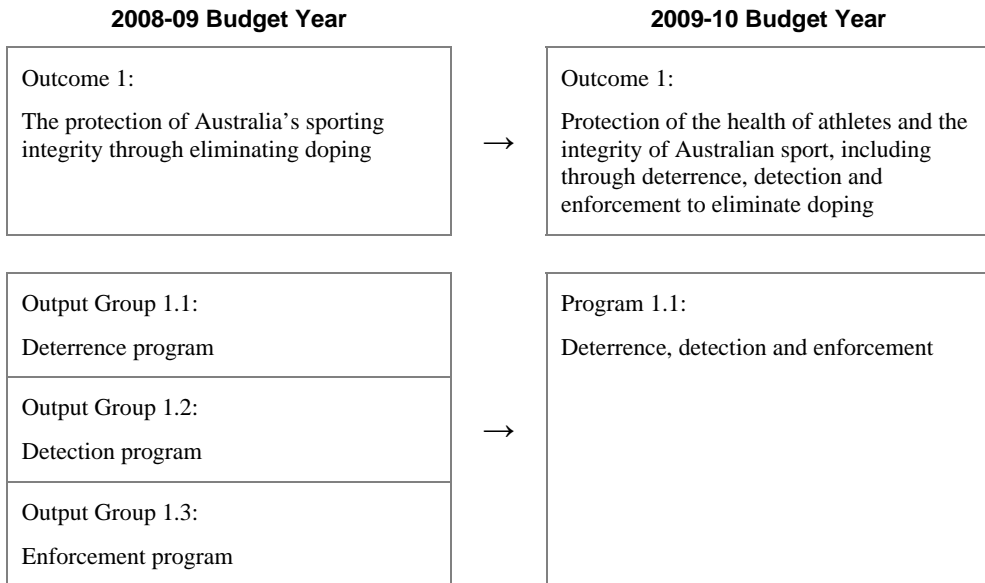 2008-09 Budget Year
2009-10 Budget Year
Outcome 1:
The protection of Australia’s sporting
integrity through eliminating doping
→
Outcome 1:
Protection of the health of athletes and the
integrity of Australian sport, including
through deterrence, detection and
enforcement to eliminate doping
Output Group 1.1:
Deterrence program
Output Group 1.2:
Detection program
Output Group 1.3:
Enforcement program
→
Program 1.1:
Deterrence, detection and enforcement